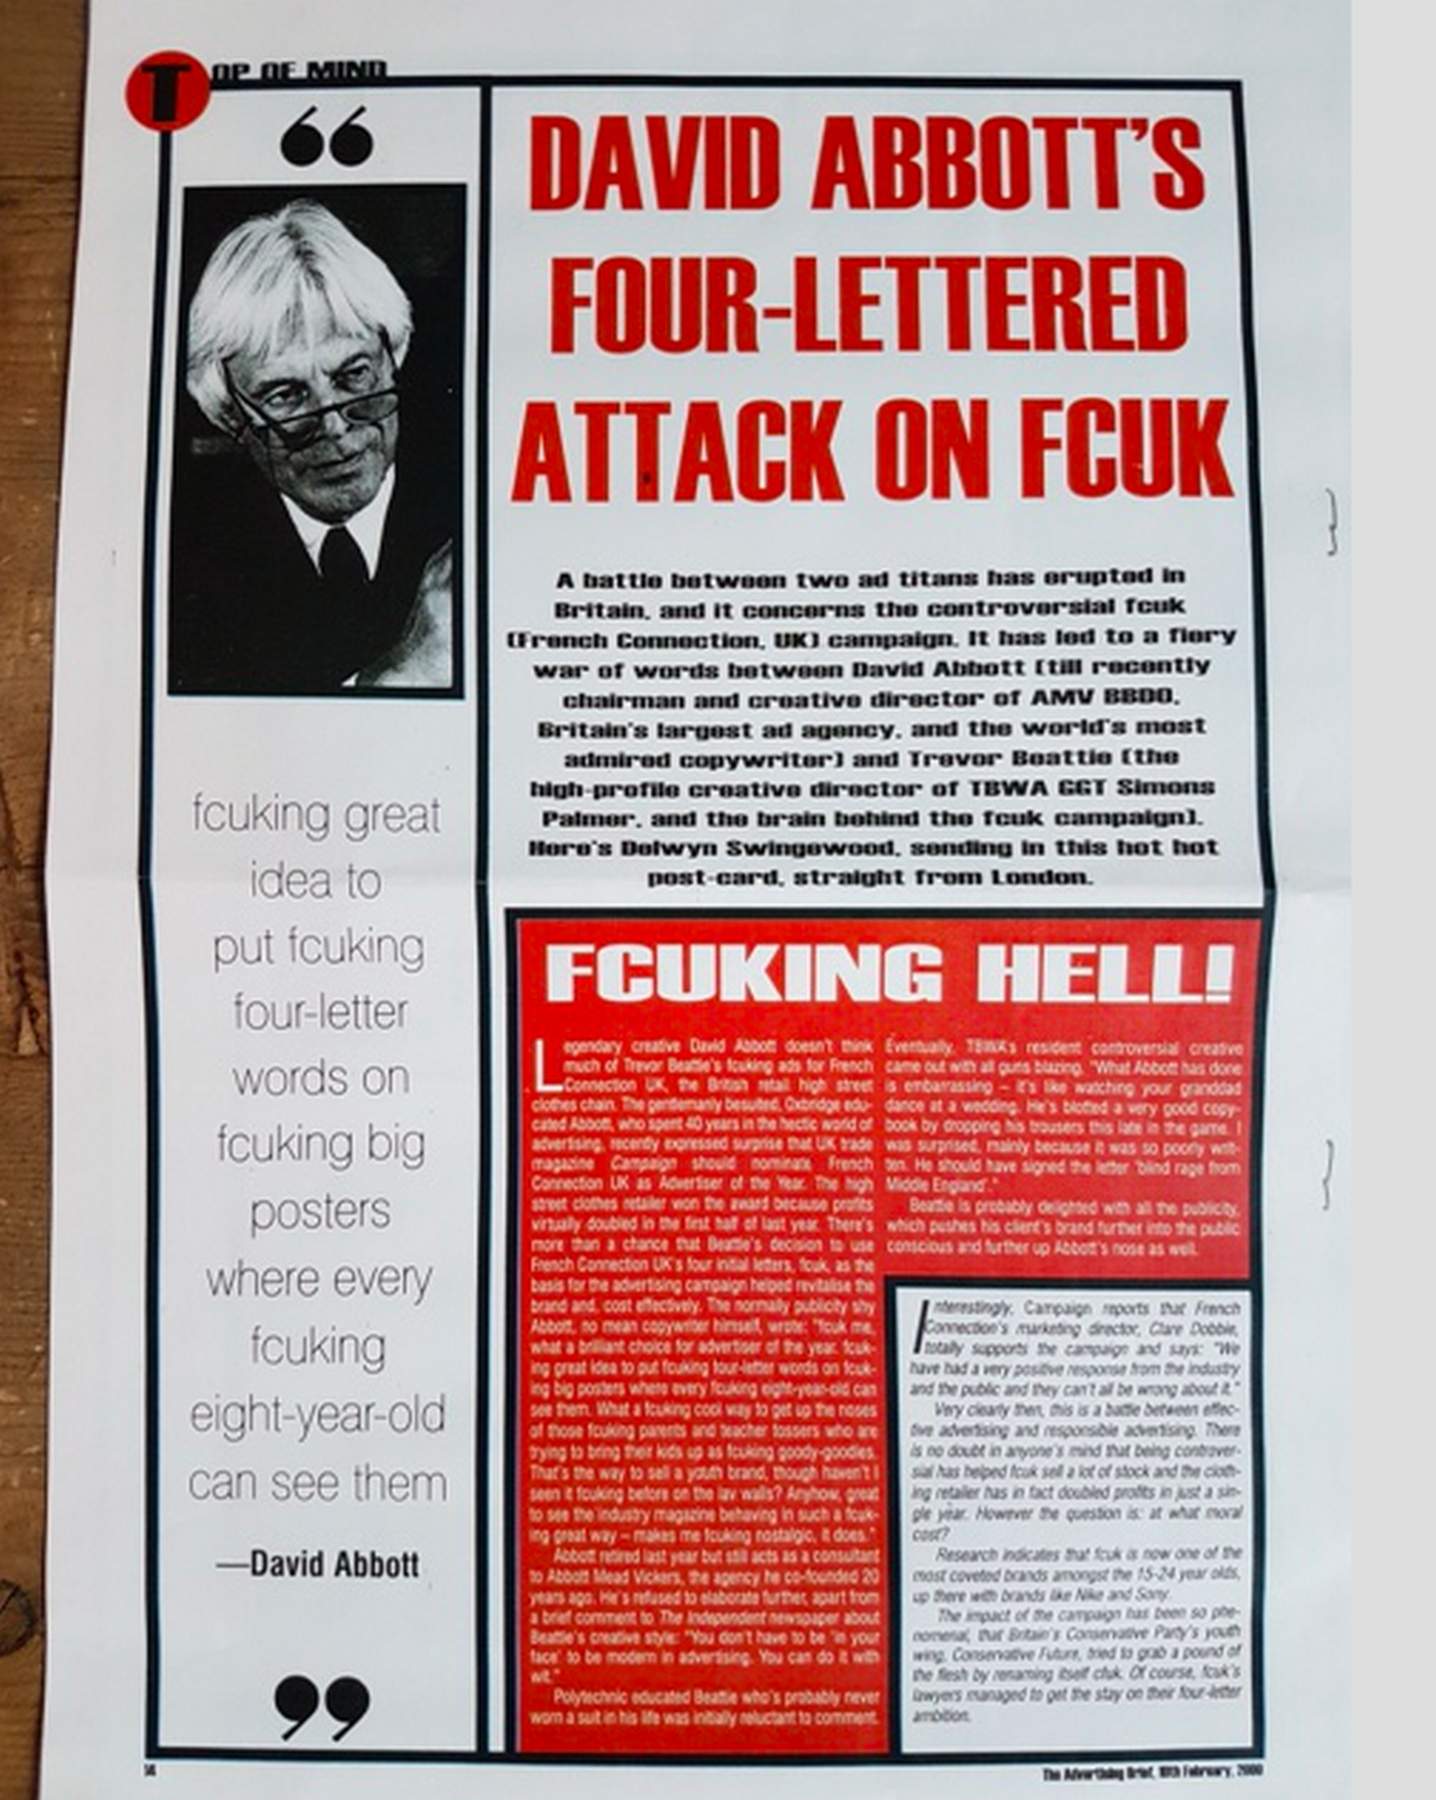 TOP OF MIND
“
fcuking great
idea to
put fcuking
four-letter
words on
fcuking big
posters
where every
fcuking
eight-year-old
can see them
—David Abbott
”
DAVID ABBOTT'S
FOUR-LETTERED
ATTACK ON FCUK
A battle between two ad titans has erupted in
Britain, and it concerns the controversial fcuk
(French Connection, UK) campaign. It has led to a fiery
war of words between David Abbott (till recently
chairman and creative director of AMV BBDO,
Britain's largest ad agency, and the world's most
admired copywriter) and Trevor Beattie (the
high-profile creative director of TBWA GGT Simons
Palmer, and the brain behind the fcuk campaign).
Here's Delwyn Swingewood, sending in this hot hot
post-card, straight from London.
FCUKING HELL!
Legendary creative David Abbott doesn't think
much of Trevor Beattie's fcuking ads for French
Connection UK, the British retail high street
clothes chain. The gentlemanly besuited, Oxbridge edu-
cated Abbott, who spent 40 years in the hectic world of
advertising, recently expressed surprise that UK trade
magazine Campaign should nominate French
Connection UK as Advertiser of the Year. The high
street clothes retailer won the award because profits
virtually doubled in the first half of last year. There's
more than a chance that Beattie's decision to use
French Connection UK's four initial letters, fcuk, as the
basis for the advertising campaign helped revitalise the
brand and, cost effectively. The normally publicity shy
Abbott, no mean copywriter himself, wrote: "fcuk me,
what a brilliant choice for advertiser of the year. fcuk-
ing great idea to put fcuking four-letter words on fcuk-
ing big posters where every fcuking eight-year-old can
see them. What a fcuking cool way to get up the noses
of those fcuking parents and teacher tossers who are
trying to bring their kids up as fcuking goody-goodies.
That's the way to sell a youth brand, though haven't I
seen it fcuking before on the lav walls? Anyhow, great
to see the industry magazine behaving in such a fcuk-
ing great way – makes me fcuking nostalgic, it does."
Abbott retired last year but still acts as a consultant
to Abbott Mead Vickers, the agency he co-founded 20
years ago. He's refused to elaborate further, apart from
a brief comment to The Independent newspaper about
Beattie's creative style: "You don't have to be 'in your
face' to be modern in advertising. You can do it with
wit."
Polytechnic educated Beattie who's probably never
worn a suit in his life was initially reluctant to comment.
Eventually, TBWA's resident controversial creative
came out with all guns blazing. "What Abbott has done
is embarrassing – it's like watching your granddad
dance at a wedding. He's blotted a very good copy-
book by dropping his trousers this late in the game. I
was surprised, mainly because it was so poorly writ-
ten. He should have signed the letter 'blind rage from
Middle England'."
Beattie is probably delighted with all the publicity,
which pushes his client's brand further into the public
conscious and further up Abbott's nose as well.
Interestingly, Campaign reports that French
Connection's marketing director, Clare Dobbie,
totally supports the campaign and says: "We
have had a very positive response from the industry
and the public and they can't all be wrong about it."
Very clearly then, this is a battle between effec-
tive advertising and responsible advertising. There
is no doubt in anyone's mind that being controver-
sial has helped fcuk sell a lot of stock and the cloth-
ing retailer has in fact doubled profits in just a sin-
gle year. However the question is: at what moral
cost?
Research indicates that fcuk is now one of the
most coveted brands amongst the 15-24 year olds,
up there with brands like Nike and Sony.
The impact of the campaign has been so phe-
nomenal, that Britain's Conservative Party's youth
wing, Conservative Future, tried to grab a pound of
the flesh by renaming itself cfuk. Of course, fcuk's
lawyers managed to get the stay on their four-letter
ambition.
14
The Advertising Brief, 10th February, 2000